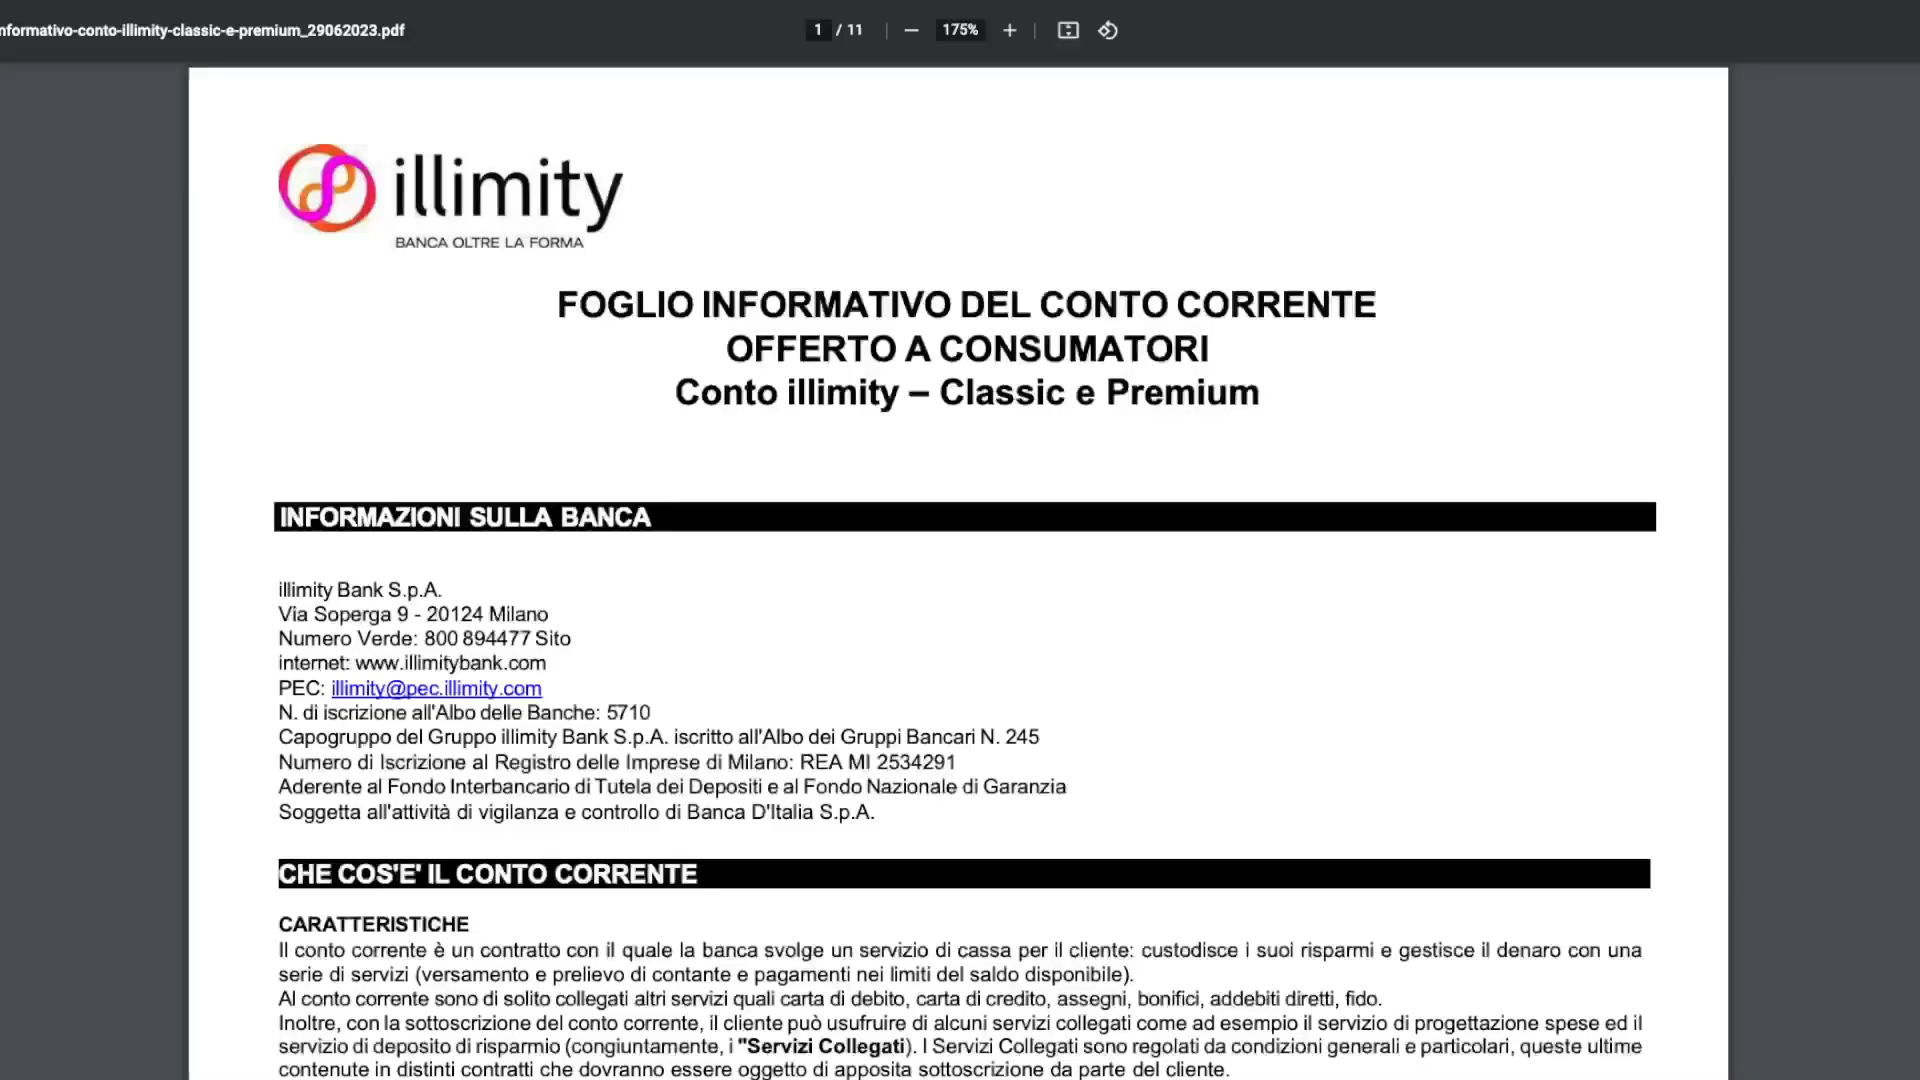 nformativo-conto-illimity-classic-e-premium_29062023.pdf
1 / 11
175%
illimity
BANCA OLTRE LA FORMA
FOGLIO INFORMATIVO DEL CONTO CORRENTE
OFFERTO A CONSUMATORI
Conto illimity – Classic e Premium
INFORMAZIONI SULLA BANCA
illimity Bank S.p.A.
Via Soperga 9 - 20124 Milano
Numero Verde: 800 894477 Sito
internet: www.illimitybank.com
PEC: illimity@pec.illimity.com
N. di iscrizione all'Albo delle Banche: 5710
Capogruppo del Gruppo illimity Bank S.p.A. iscritto all'Albo dei Gruppi Bancari N. 245
Numero di Iscrizione al Registro delle Imprese di Milano: REA MI 2534291
Aderente al Fondo Interbancario di Tutela dei Depositi e al Fondo Nazionale di Garanzia
Soggetta all'attività di vigilanza e controllo di Banca D'Italia S.p.A.
CHE COS'E' IL CONTO CORRENTE
CARATTERISTICHE
Il conto corrente è un contratto con il quale la banca svolge un servizio di cassa per il cliente: custodisce i suoi risparmi e gestisce il denaro con una
serie di servizi (versamento e prelievo di contante e pagamenti nei limiti del saldo disponibile).
Al conto corrente sono di solito collegati altri servizi quali carta di debito, carta di credito, assegni, bonifici, addebiti diretti, fido.
Inoltre, con la sottoscrizione del conto corrente, il cliente può usufruire di alcuni servizi collegati come ad esempio il servizio di progettazione spese ed il
servizio di deposito di risparmio (congiuntamente, i "Servizi Collegati). I Servizi Collegati sono regolati da condizioni generali e particolari, queste ultime
contenute in distinti contratti che dovranno essere oggetto di apposita sottoscrizione da parte del cliente.